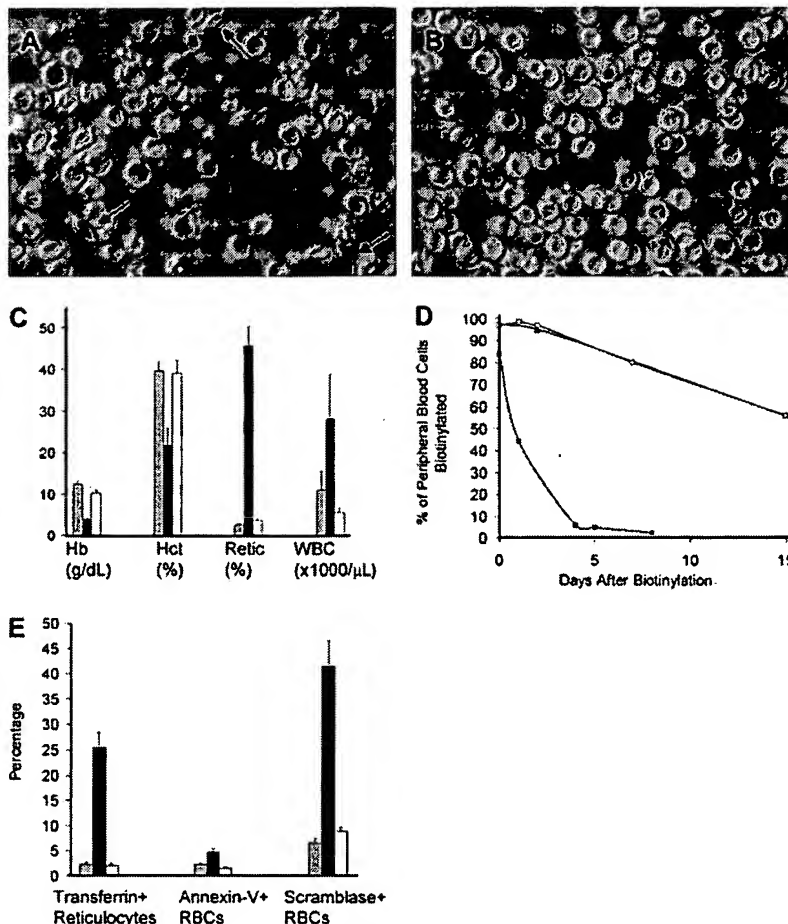 A
B
C
50
40
30
20
10
0
Hb Hct Retic WBC
(g/dL) (%) (%) (x1000/µL)
D
% of Peripheral Blood Cells
Biotinylated
100
90
80
70
60
50
40
30
20
10
0
0 5 10 15
Days After Biotinylation
E
Percentage
50
45
40
35
30
25
20
15
10
5
0
Transferrin+ Annexin-V+ Scramblase+
Reticulocytes RBCs RBCs